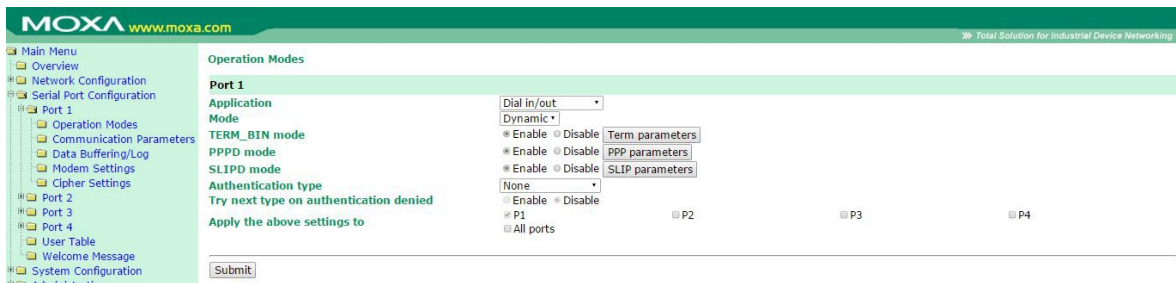 MOXA www.moxa.com
Total Solution for Industrial Device Networking
Main Menu
Overview
Network Configuration
Serial Port Configuration
Port 1
Operation Modes
Communication Parameters
Data Buffering/Log
Modem Settings
Cipher Settings
Port 2
Port 3
Port 4
User Table
Welcome Message
System Configuration
Operation Modes
Port 1
Application Dial in/out
Mode Dynamic
TERM_BIN mode Enable Disable Term parameters
PPPD mode Enable Disable PPP parameters
SLIPD mode Enable Disable SLIP parameters
Authentication type None
Try next type on authentication denied Enable Disable
Apply the above settings to P1 P2 P3 P4
All ports
Submit